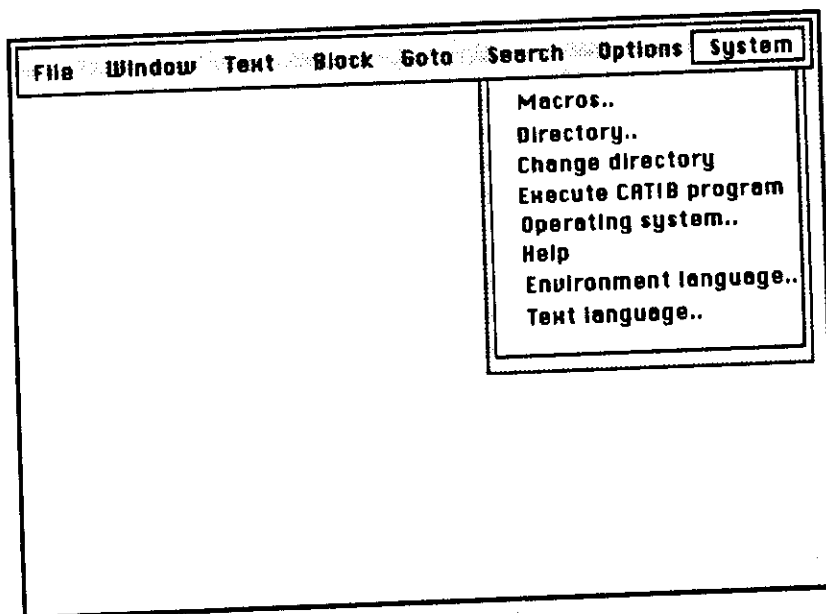 File Window Text Block Goto Search Options System
Macros..
Directory..
Change directory
Execute CATIB program
Operating system..
Help
Environment language..
Text language..